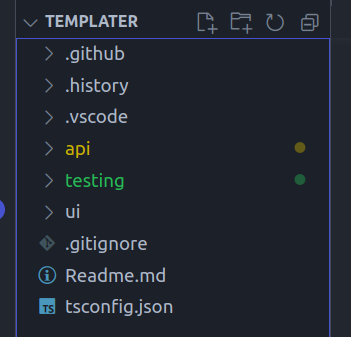 TEMPLATER
.github
.history
.vscode
api
testing
ui
.gitignore
Readme.md
TS tsconfig.json